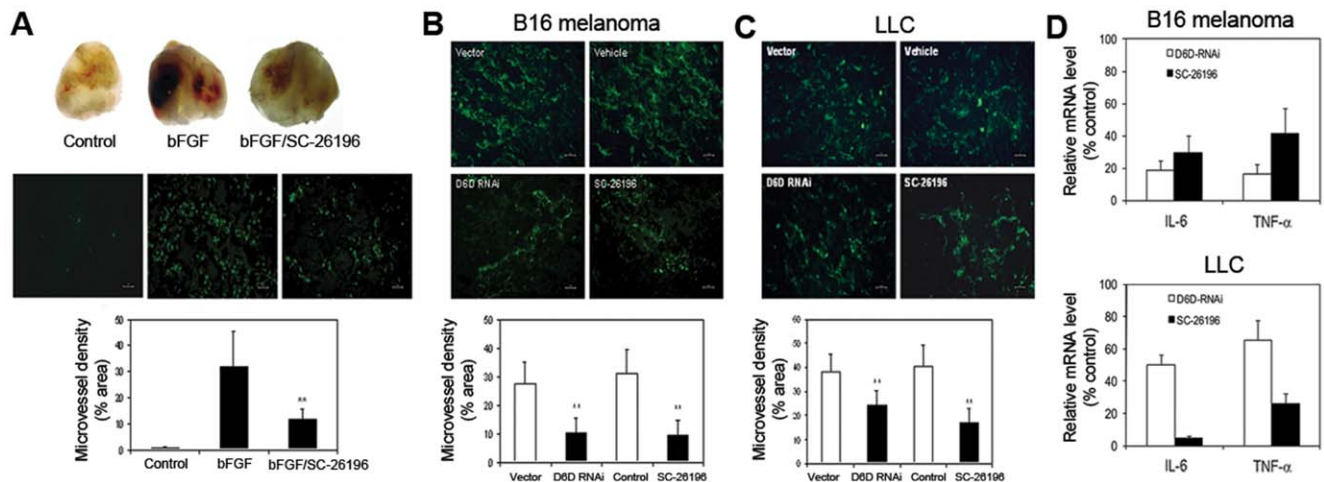 A
Control
bFGF
bFGF/SC-26196
Microvessel density
(% area)
50
40
30
20
10
0
**
Control
bFGF
bFGF/SC-26196
B
B16 melanoma
Vector
Vehicle
D6D RNAi
SC-26196
Microvessel density
(% area)
50
40
30
20
10
0
**
**
Vector
D6D RNAi
Control
SC-26196
C
LLC
Vector
Vehicle
D6D RNAi
SC-26196
Microvessel density
(% area)
60
50
40
30
20
10
0
**
**
Vector
D6D RNAi
Control
SC-26196
D
B16 melanoma
Relative mRNA level
(% control)
100
80
60
40
20
0
D6D-RNAi
SC-26196
IL-6
TNF-α
LLC
Relative mRNA level
(% control)
100
80
60
40
20
0
D6D-RNAi
SC-26196
IL-6
TNF-α